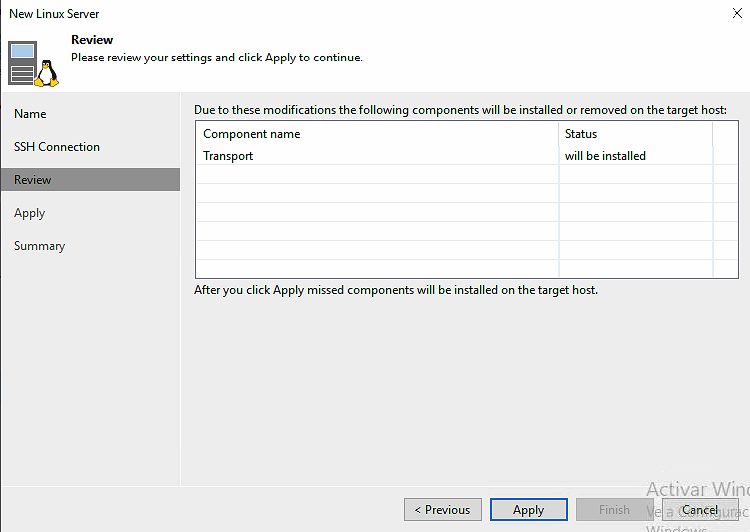 New Linux Server
Review
Please review your settings and click Apply to continue.
Name
SSH Connection
Review
Apply
Summary
Due to these modifications the following components will be installed or removed on the target host:
Component name Status
Transport will be installed
After you click Apply missed components will be installed on the target host.
< Previous Apply Finish Cancel
Activar Wind
Ve a Configurac
Windows